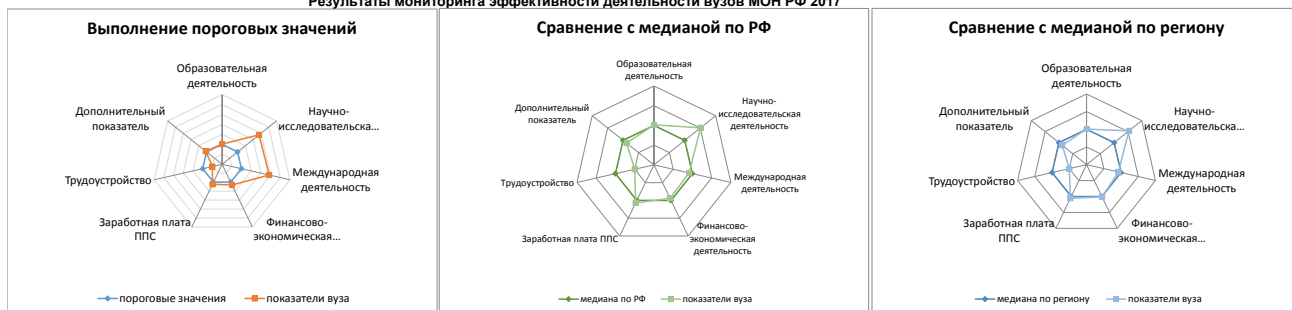 Результаты мониторинга эффективности деятельности вузов МОН РФ 2017
Выполнение пороговых значений
Образовательная
деятельность
Научно-
исследовательска...
Международная
деятельность
Финансово-
экономическая...
Заработная плата
ППС
Трудоустройство
Дополнительный
показатель
пороговые значения
показатели вуза
Сравнение с медианой по РФ
Образовательная
деятельность
Научно-
исследовательская
деятельность
Международная
деятельность
Финансово-
экономическая деятельность
Заработная плата ППС
Трудоустройство
Дополнительный
показатель
медиана по РФ
показатели вуза
Сравнение с медианой по региону
Образовательная
деятельность
Научно-
исследовательска...
Международная
деятельность
Финансово-
экономическая...
Заработная плата
ППС
Трудоустройство
Дополнительный
показатель
медиана по региону
показатели вуза